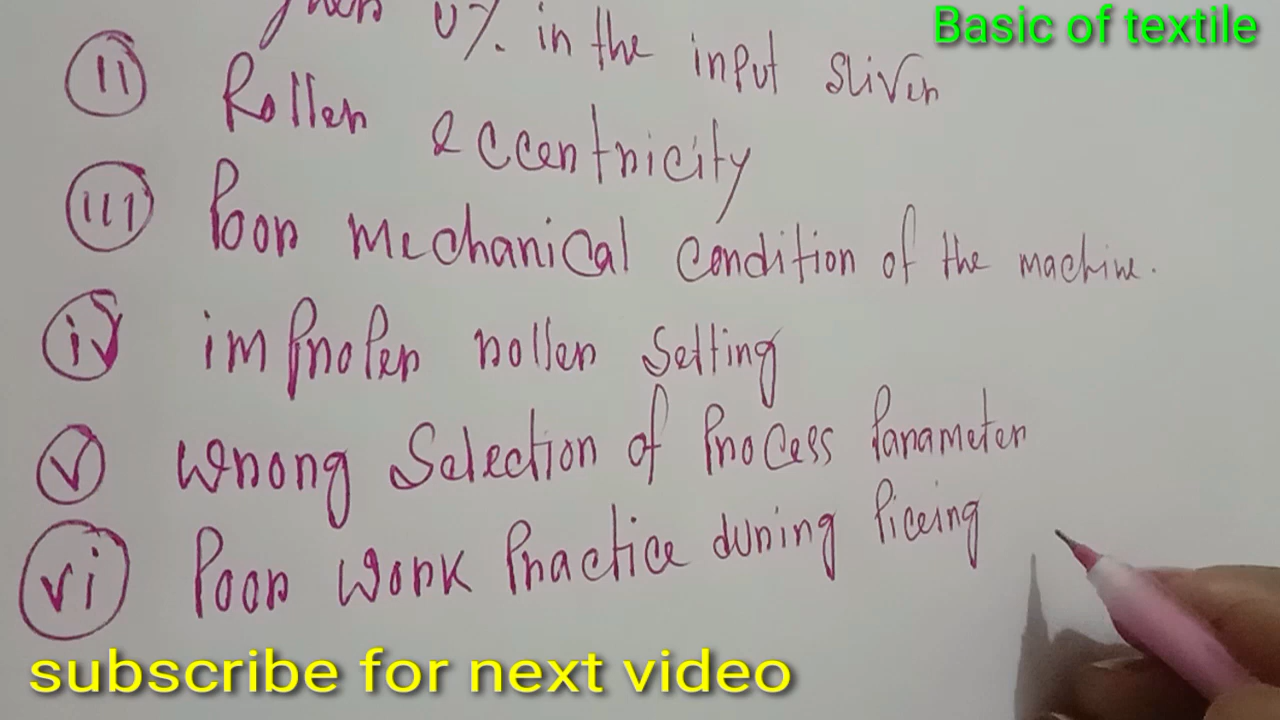 Basic of textile
U% in the input sliver
ii Roller eccentricity
iii Poor mechanical condition of the machine.
iv improper roller setting
v wrong Selection of Process Parameter
vi Poor work Practice during Piceing
subscribe for next video